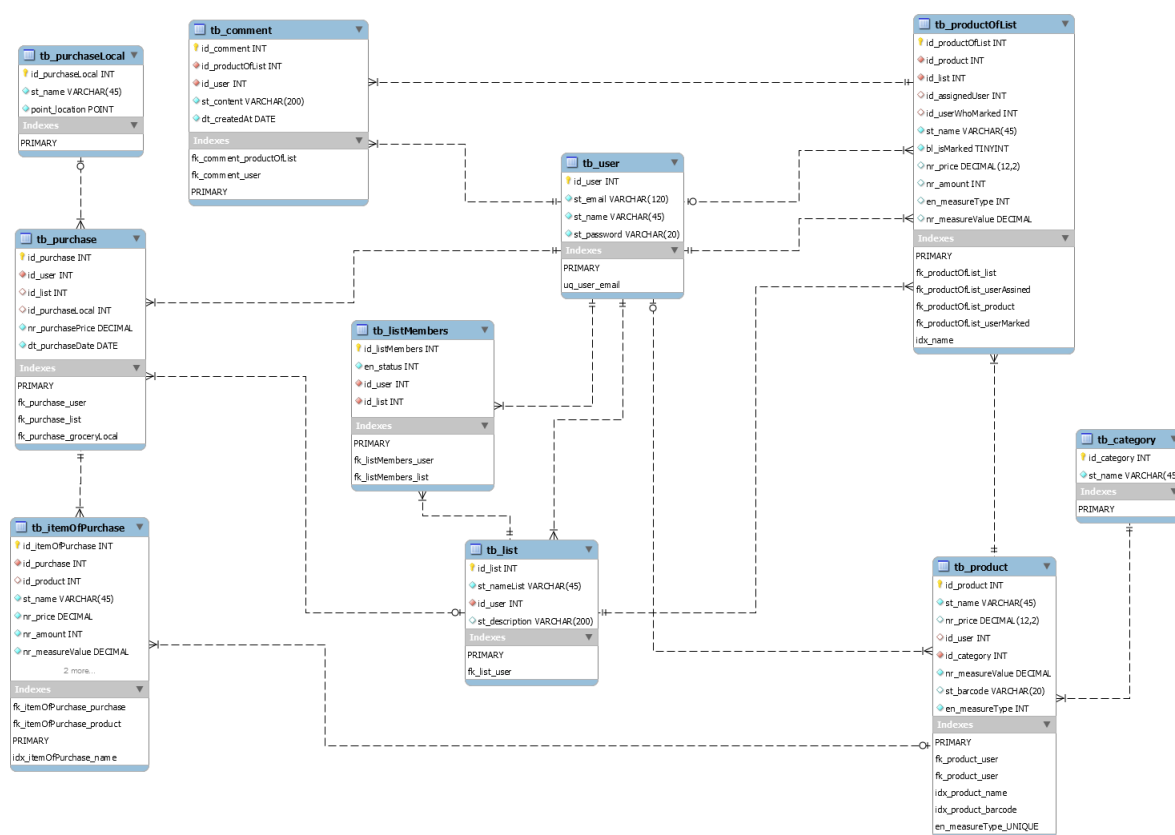 tb_purchaseLocal
id_purchaseLocal INT
st_name VARCHAR(45)
point_location POINT
Indexes
PRIMARY
tb_comment
id_comment INT
id_productOfList INT
id_user INT
st_content VARCHAR(200)
dt_createdAt DATE
Indexes
fk_comment_productOfList
fk_comment_user
PRIMARY
tb_productOfList
id_productOfList INT
id_product INT
id_list INT
id_assignedUser INT
id_userWhoMarked INT
st_name VARCHAR(45)
bl_isMarked TINYINT
nr_price DECIMAL(12,2)
nr_amount INT
en_measureType INT
nr_measureValue DECIMAL
Indexes
PRIMARY
fk_productOfList_list
fk_productOfList_userAssined
fk_productOfList_product
fk_productOfList_userMarked
idx_name
tb_user
id_user INT
st_email VARCHAR(120)
st_name VARCHAR(45)
st_password VARCHAR(20)
Indexes
PRIMARY
uq_user_email
tb_purchase
id_purchase INT
id_user INT
id_list INT
id_purchaseLocal INT
nr_purchasePrice DECIMAL
dt_purchaseDate DATE
Indexes
PRIMARY
fk_purchase_user
fk_purchase_list
fk_purchase_groceryLocal
tb_listMembers
id_listMembers INT
en_status INT
id_user INT
id_list INT
Indexes
PRIMARY
fk_listMembers_user
fk_listMembers_list
tb_category
id_category INT
st_name VARCHAR(45
Indexes
PRIMARY
tb_itemOfPurchase
id_itemOfPurchase INT
id_purchase INT
id_product INT
st_name VARCHAR(45)
nr_price DECIMAL
nr_amount INT
nr_measureValue DECIMAL
2 more...
Indexes
fk_itemOfPurchase_purchase
fk_itemOfPurchase_product
PRIMARY
idx_itemOfPurchase_name
tb_list
id_list INT
st_nameList VARCHAR(45)
id_user INT
st_description VARCHAR(200)
Indexes
PRIMARY
fk_list_user
tb_product
id_product INT
st_name VARCHAR(45)
nr_price DECIMAL(12,2)
id_user INT
id_category INT
nr_measureValue DECIMAL
st_barcode VARCHAR(20)
en_measureType INT
Indexes
PRIMARY
fk_product_user
fk_product_user
idx_product_name
idx_product_barcode
en_measureType_UNIQUE